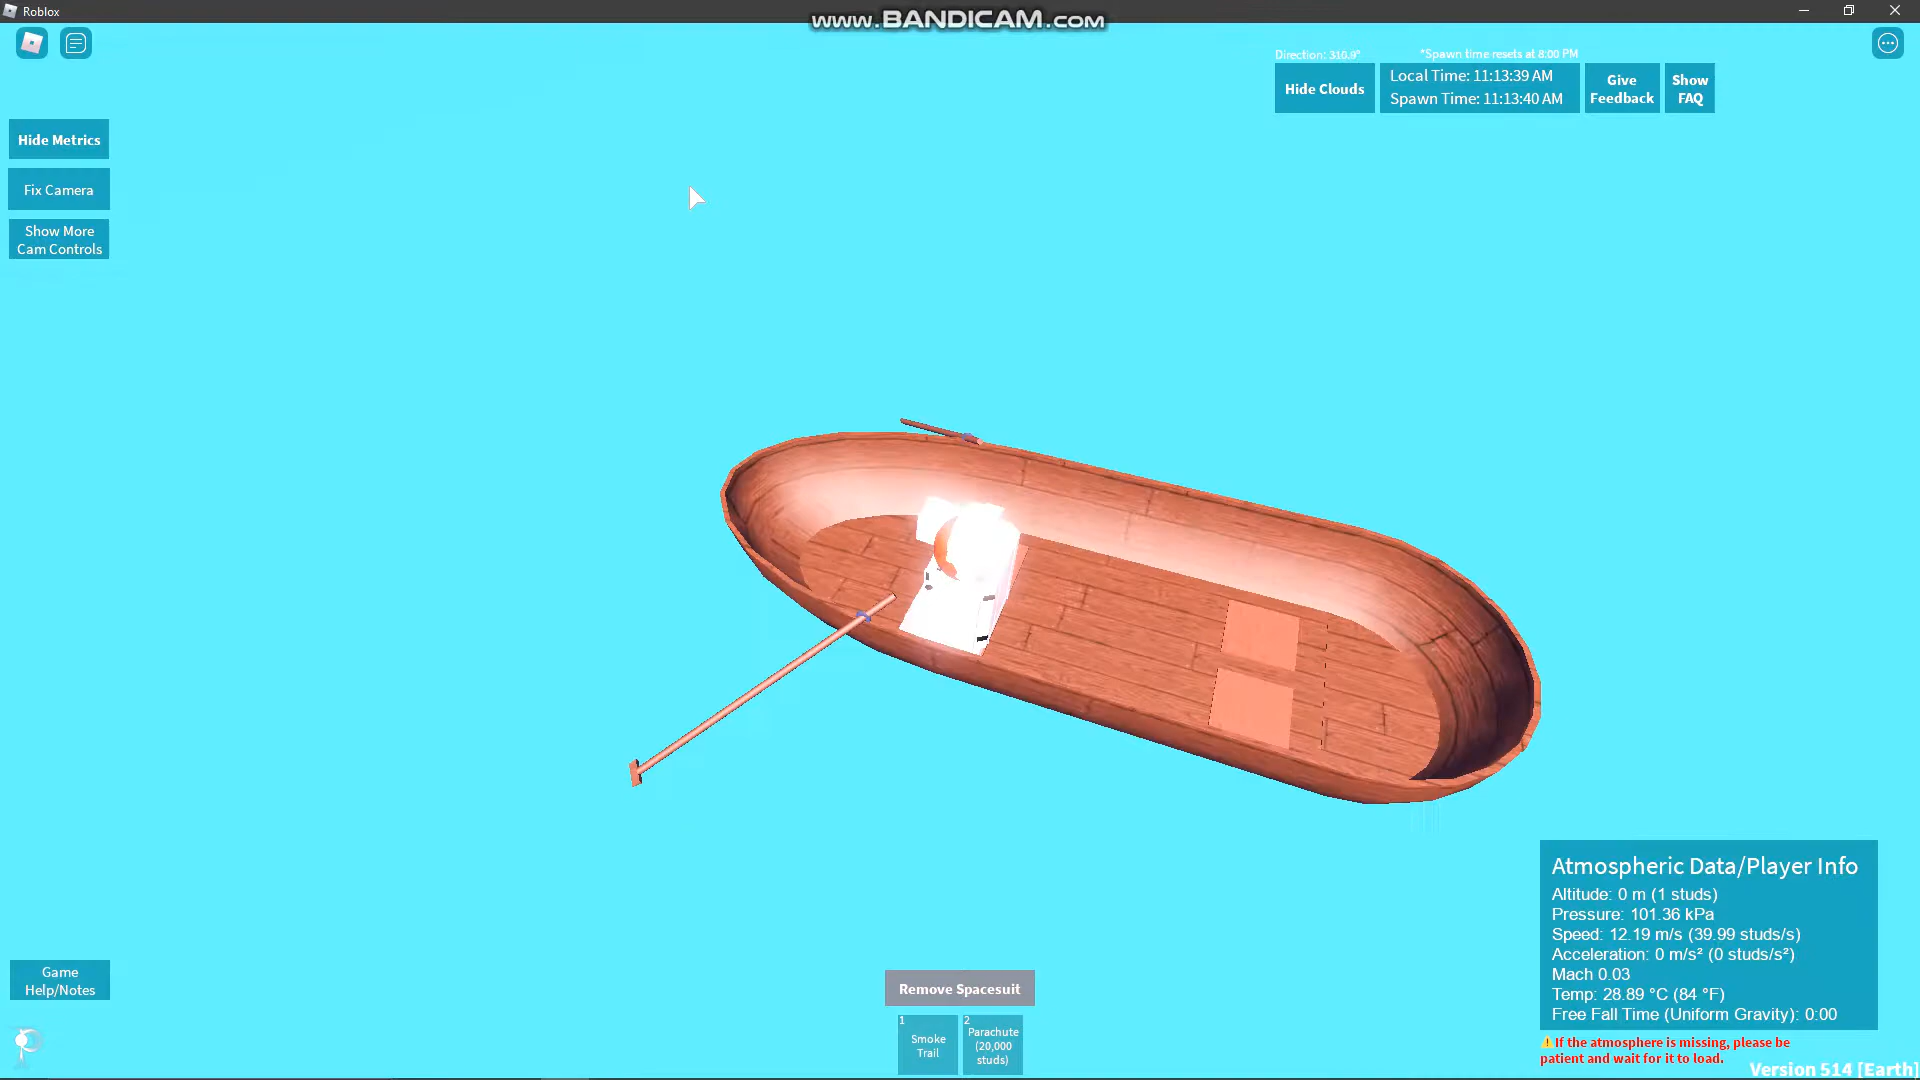 Roblox
WWW.BANDICAM.COM
Direction: 310.9°
*Spawn time resets at 8:00 PM
Hide Clouds
Local Time: 11:13:39 AM
Spawn Time: 11:13:40 AM
Give
Feedback
Show
FAQ
Hide Metrics
Fix Camera
Show More
Cam Controls
Atmospheric Data/Player Info
Altitude: 0 m (1 studs)
Pressure: 101.36 kPa
Speed: 12.19 m/s (39.99 studs/s)
Acceleration: 0 m/s² (0 studs/s²)
Mach 0.03
Temp: 28.89 °C (84 °F)
Free Fall Time (Uniform Gravity): 0:00
⚠️If the atmosphere is missing, please be
patient and wait for it to load.
Version 514 [Earth]
Game
Help/Notes
Remove Spacesuit
1
Smoke
Trail
2
Parachute
(20,000
studs)